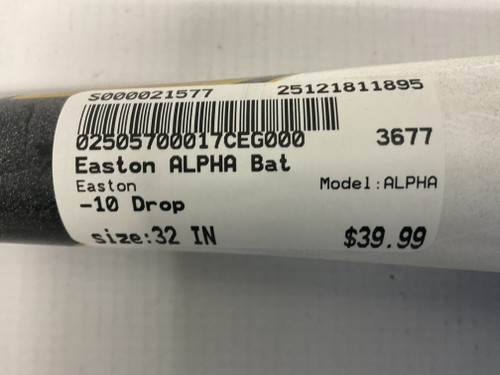 S000021577 25121811895
02505700017CEG000 3677
Easton ALPHA Bat
Easton Model:ALPHA
-10 Drop
size:32 IN $39.99